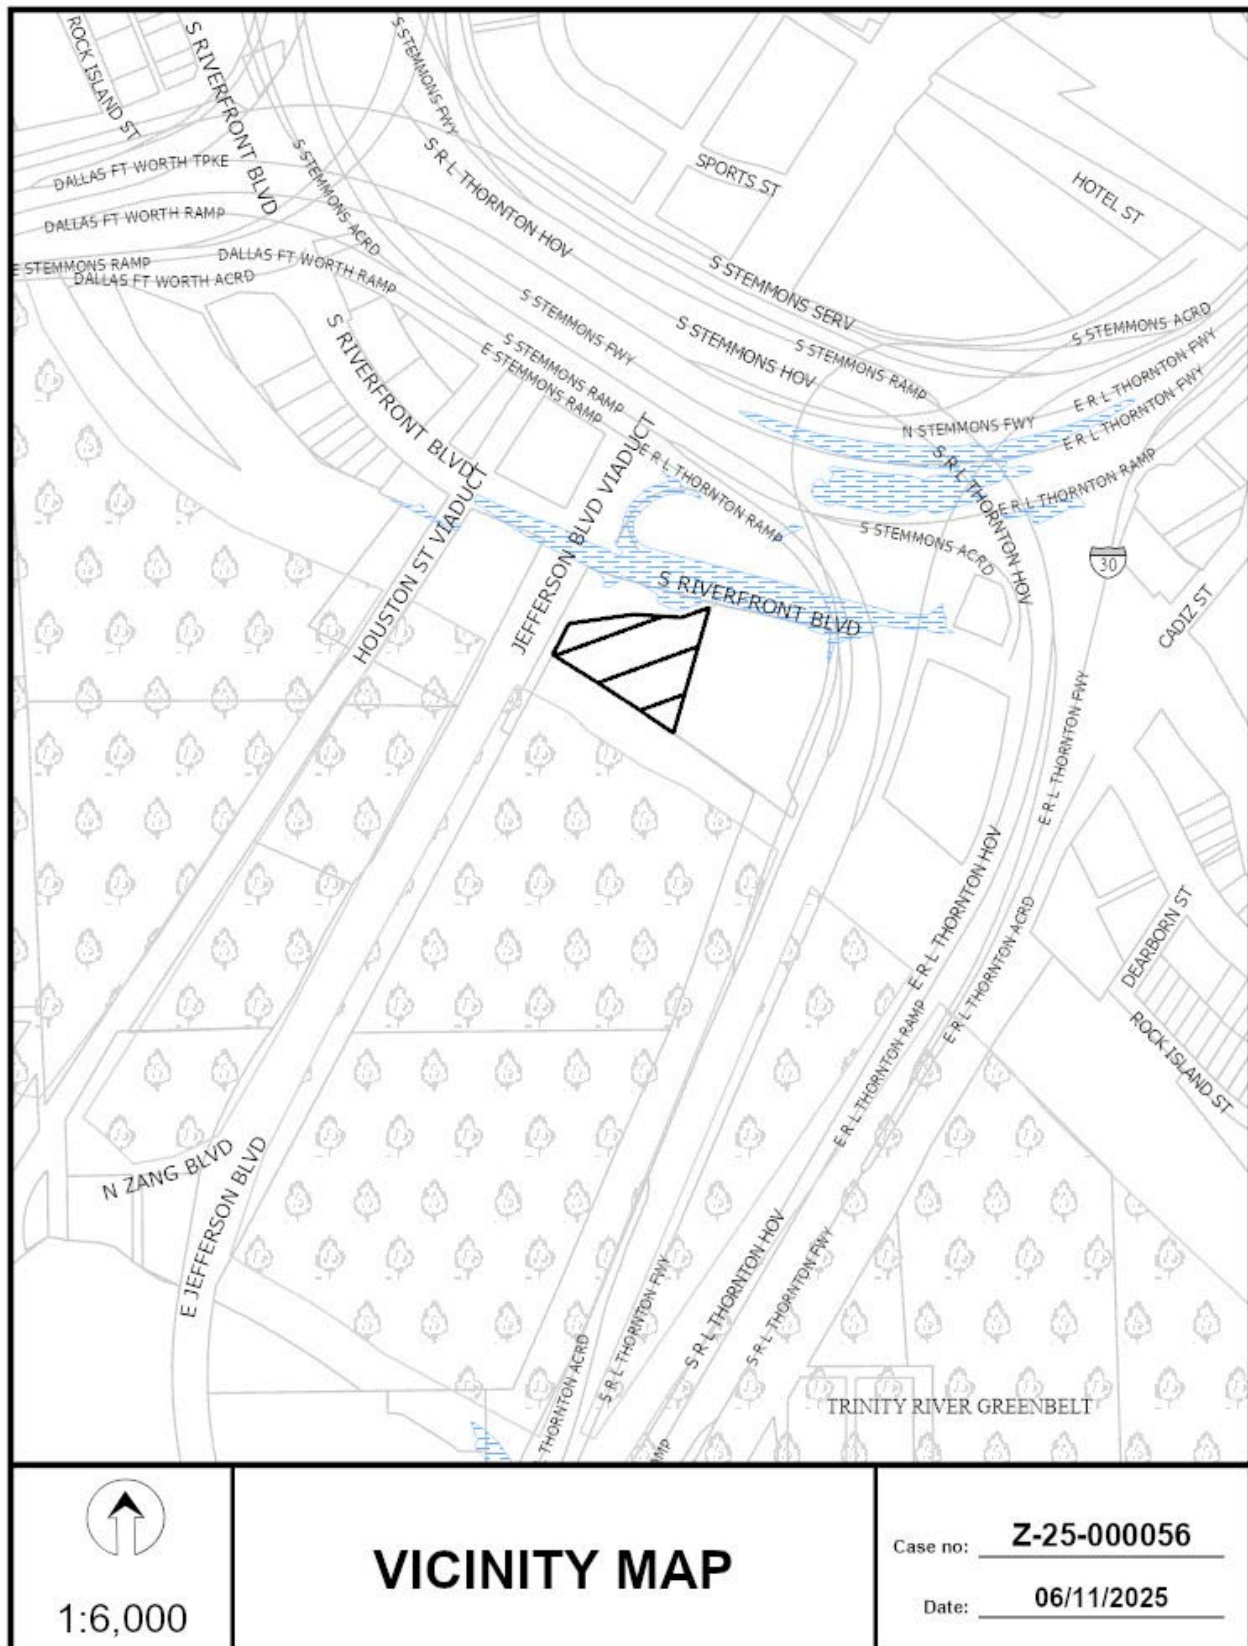 ROCK ISLAND ST
S RIVERFRONT BLVD
S STEMMONS FWY
S STEMMONS ACRD
S R L THORNTON HOV
SPORTS ST
HOTEL ST
DALLAS FT WORTH TPKE
DALLAS FT WORTH RAMP
E STEMMONS RAMP
DALLAS FT WORTH ACRD
DALLAS FT WORTH RAMP
S STEMMONS SERV
S STEMMONS FWY
S STEMMONS HOV
S STEMMONS RAMP
S STEMMONS ACRD
S RIVERFRONT BLVD
S STEMMONS RAMP
E STEMMONS RAMP
E R L THORNTON FWY
E R L THORNTON FWY
N STEMMONS FWY
E R L THORNTON RAMP
S R L THORNTON HOV
E R L THORNTON RAMP
S STEMMONS ACRD
HOUSTON ST VIADUCT
JEFFERSON BLVD VIADUCT
S RIVERFRONT BLVD
30
CADIZ ST
E R L THORNTON FWY
E R L THORNTON HOV
E R L THORNTON ACRD
DEARBORN ST
E R L THORNTON RAMP
ROCK ISLAND ST
N ZANG BLVD
E JEFFERSON BLVD
S R L THORNTON HOV
S R L THORNTON FWY
S R L THORNTON FWY
THORNTON ACRD
TRINITY RIVER GREENBELT
1:6,000
VICINITY MAP
Case no: Z-25-000056
Date: 06/11/2025